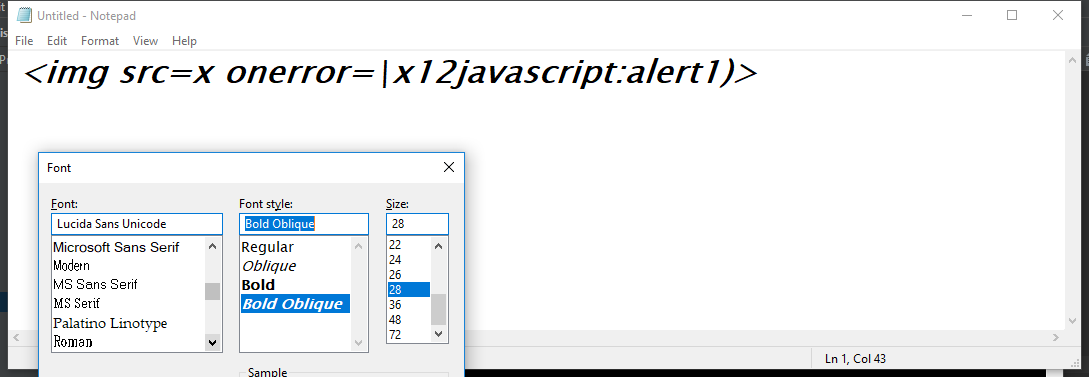 Untitled - Notepad
File Edit Format View Help
<img src=x onerror=|x12javascript:alert1)>
Font
Font: Font style: Size:
Lucida Sans Unicode Bold Oblique 28
Microsoft Sans Serif Regular 22
Modern Oblique 24
MS Sans Serif Bold 26
MS Serif Bold Oblique 28
Palatino Linotype 36
Roman 48
72
Sample
Ln 1, Col 43